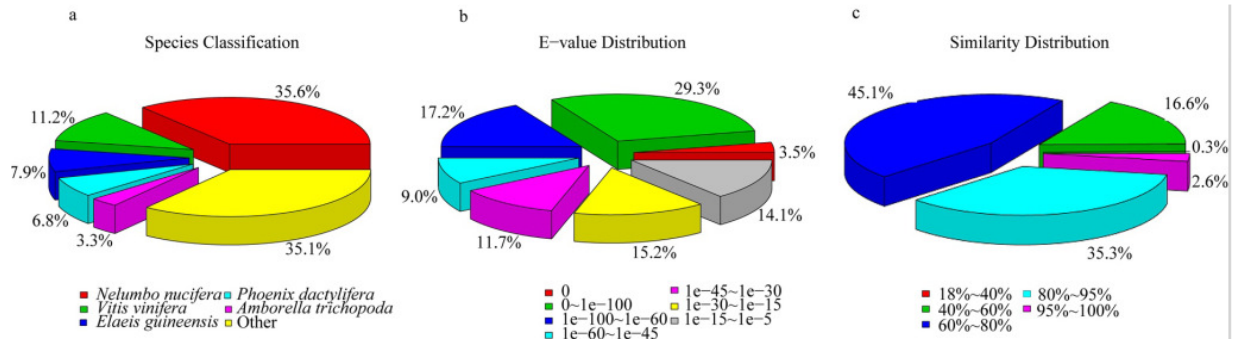 a
Species Classification
35.6%
11.2%
7.9%
6.8%
3.3%
35.1%
Nelumbo nucifera
Vitis vinifera
Elaeis guineensis
Phoenix dactylifera
Amborella trichopoda
Other
b
E−value Distribution
29.3%
17.2%
3.5%
9.0%
14.1%
11.7%
15.2%
0
0~1e−100
1e−100~1e−60
1e−60~1e−45
1e−45~1e−30
1e−30~1e−15
1e−15~1e−5
c
Similarity Distribution
45.1%
16.6%
0.3%
2.6%
35.3%
18%~40%
40%~60%
60%~80%
80%~95%
95%~100%